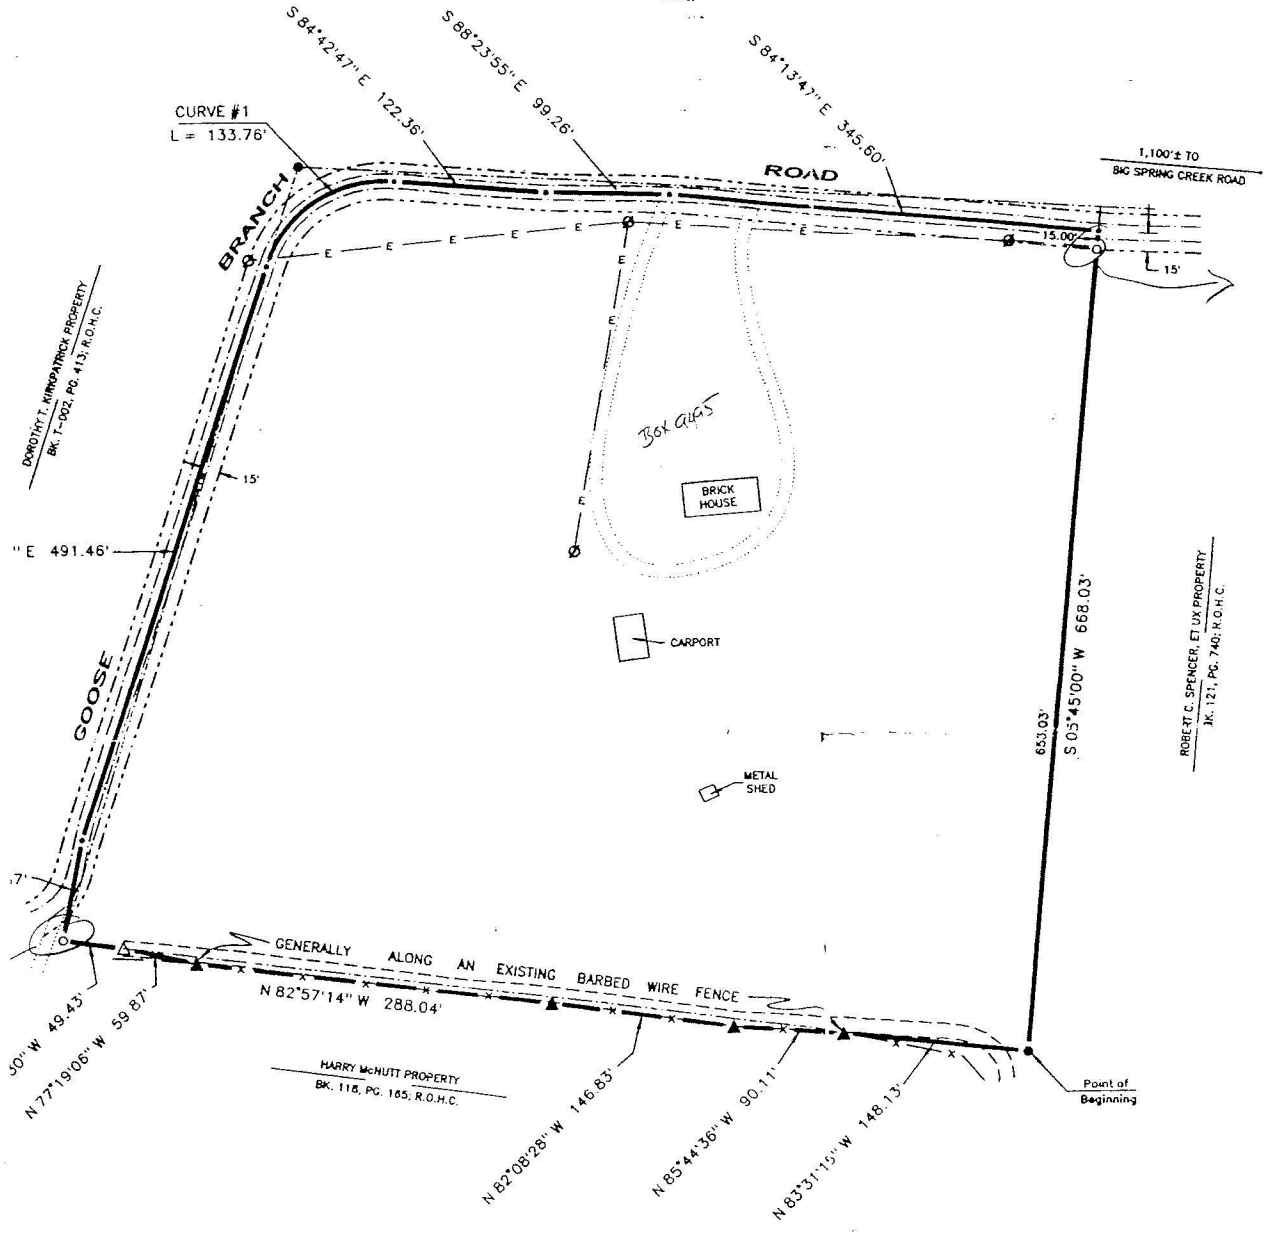 S 84°42'47" E 122.36'
S 88°23'55" E 99.26'
S 84°13'47" E 345.60'
CURVE #1
L = 133.76'
1,100'± TO
BIG SPRING CREEK ROAD
ROAD
BRANCH
E E E E E E E E
15.00'
15'
E
E
E
DOROTHY T. KIRKPATRICK PROPERTY
BK. T-002, PG. 413; R.O.H.C.
Box 9495
15'
BRICK
HOUSE
" E 491.46'
CARPORT
GOOSE
653.03'
S 05°45'00" W 668.03'
ROBERT C. SPENCER, ET UX PROPERTY
BK. 121, PG. 740; R.O.H.C.
METAL
SHED
7'
GENERALLY ALONG AN EXISTING BARBED WIRE FENCE
30" W 49.43'
N 77°19'06" W 59.87'
N 82°57'14" W 288.04'
HARRY McNUTT PROPERTY
BK. 118, PG. 165; R.O.H.C.
N 82°08'28" W 146.83'
N 85°44'36" W 90.11'
N 83°31'15" W 148.13'
Point of
Beginning